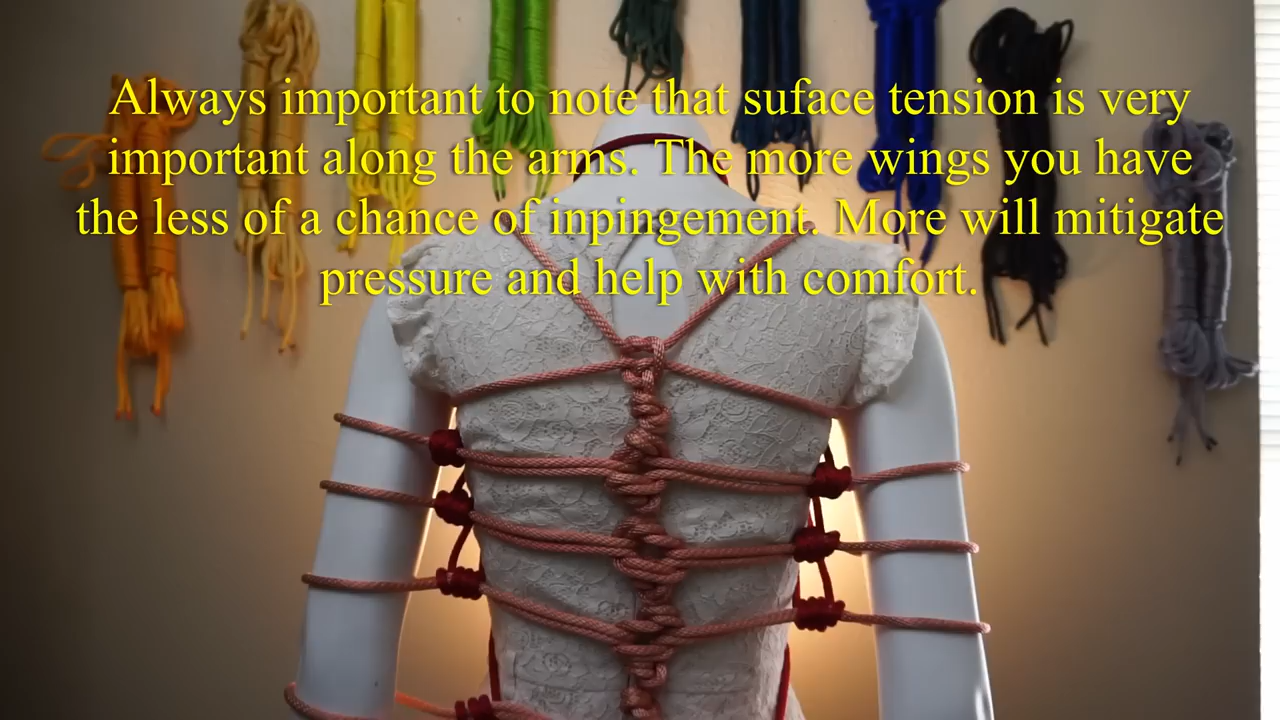 Always important to note that suface tension is very
important along the arms. The more wings you have
the less of a chance of inpingement. More will mitigate
pressure and help with comfort.